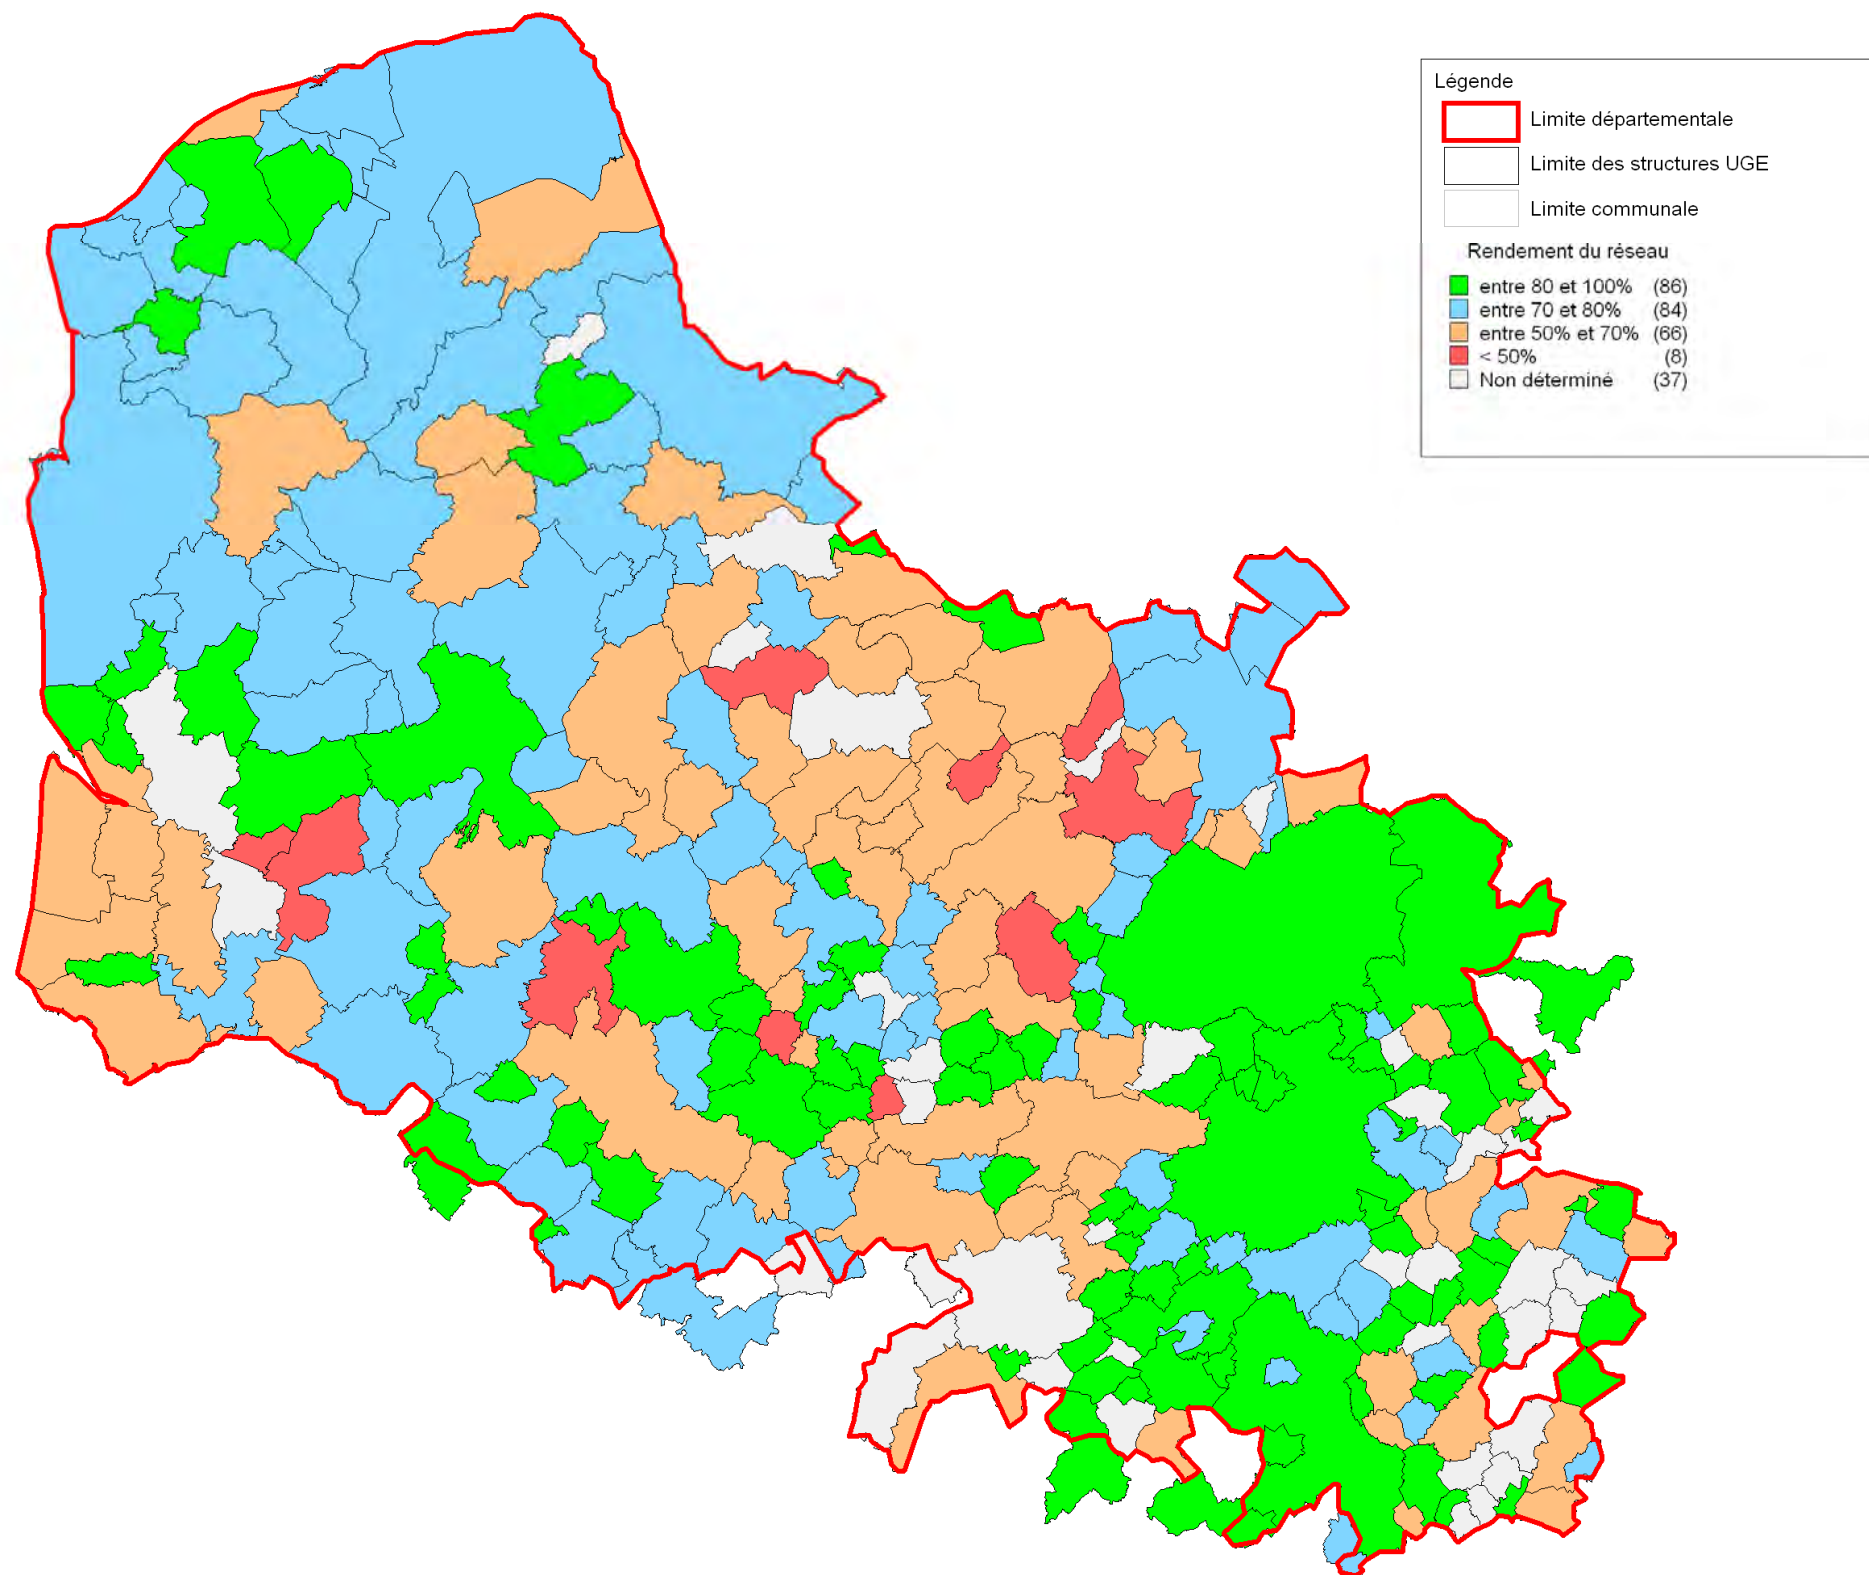 Légende
Limite départementale
Limite des structures UGE
Limite communale
Rendement du réseau
entre 80 et 100% (86)
entre 70 et 80% (84)
entre 50% et 70% (66)
< 50% (8)
Non déterminé (37)